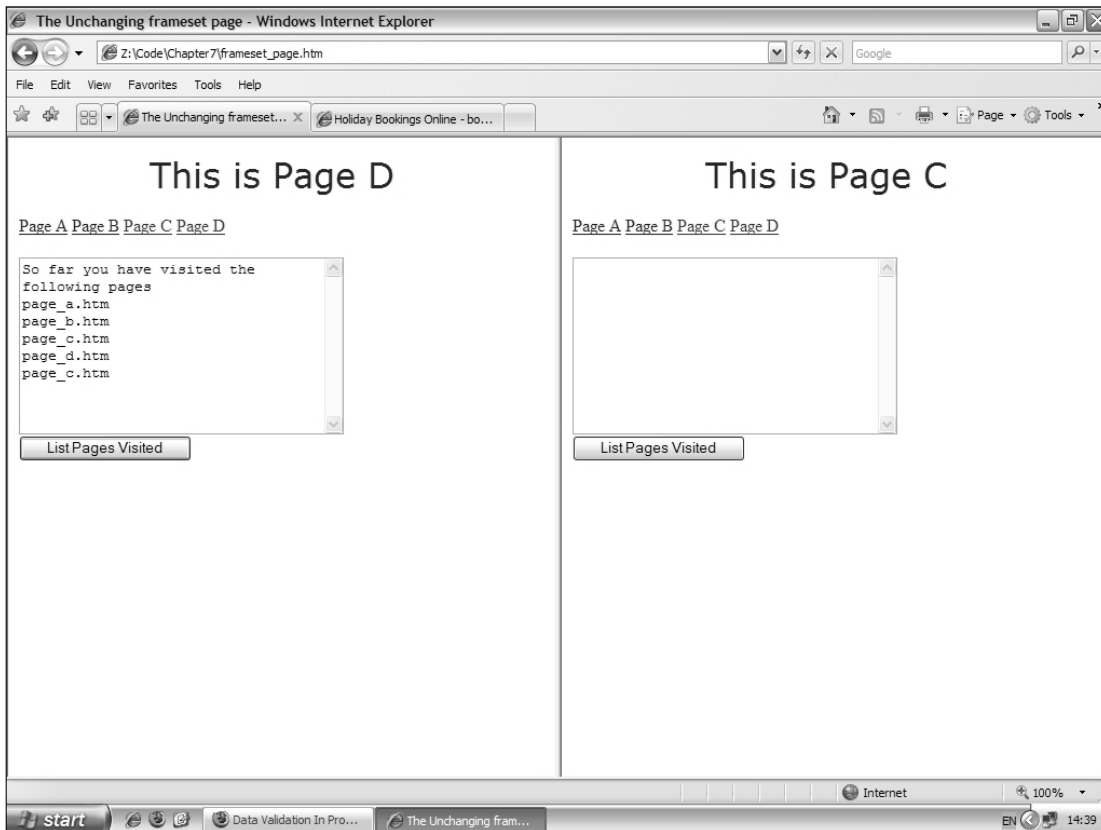 The Unchanging frameset page - Windows Internet Explorer
Z:\Code\Chapter7\frameset_page.htm
Google
File Edit View Favorites Tools Help
The Unchanging frameset... X
Holiday Bookings Online - bo...
Page
Tools
This is Page D
Page A Page B Page C Page D
So far you have visited the
following pages
page_a.htm
page_b.htm
page_c.htm
page_d.htm
page_c.htm
List Pages Visited
This is Page C
Page A Page B Page C Page D
List Pages Visited
Internet
100%
start
Data Validation In Pro...
The Unchanging fram...
EN
14:39